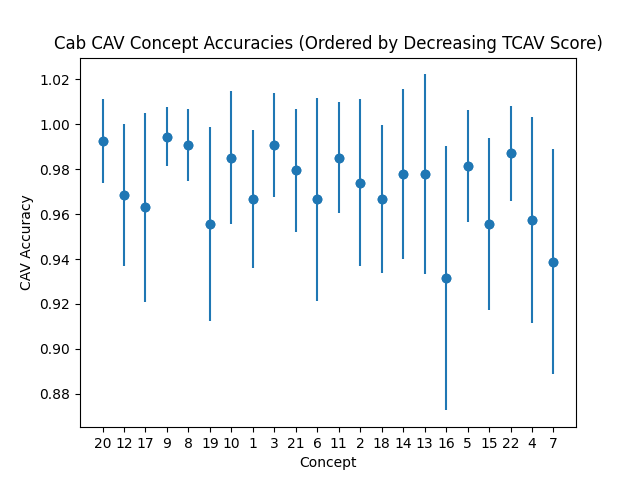 Cab CAV Concept Accuracies (Ordered by Decreasing TCAV Score)
1.02
1.00
0.98
0.96
0.94
0.92
0.90
0.88
CAV Accuracy
20 12 17 9 8 19 10 1 3 21 6 11 2 18 14 13 16 5 15 22 4 7
Concept